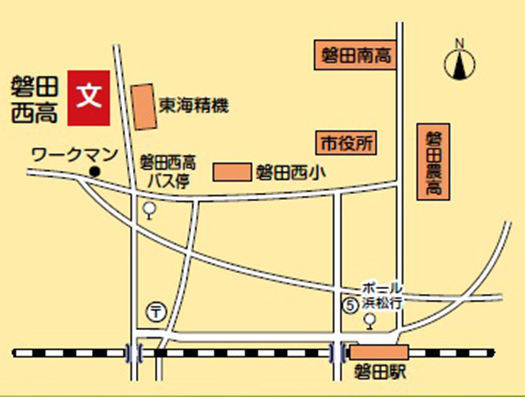 磐田南高
N
磐田
西高
文
東海精機
市役所
磐田農高
ワークマン
磐田西高
バス停
磐田西小
ポール
浜松行
⑤
〒
磐田駅